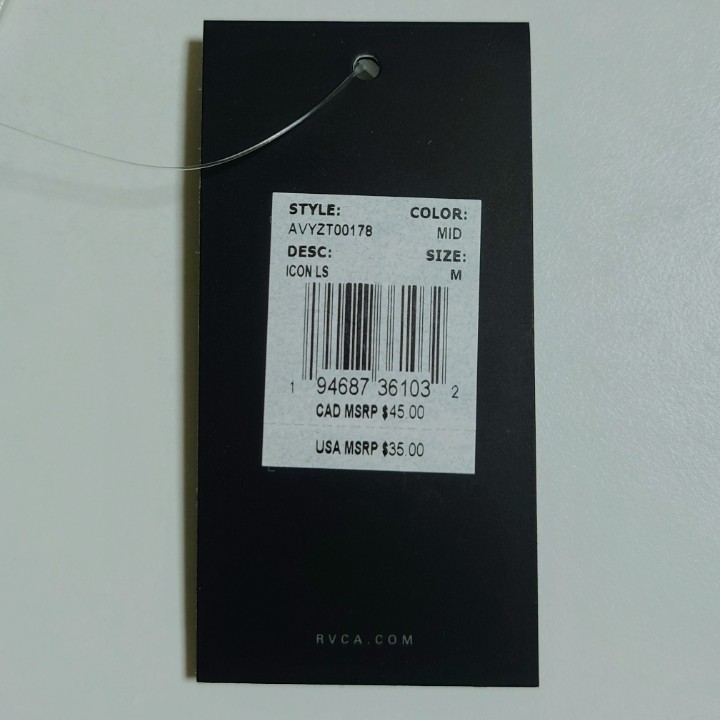 STYLE: COLOR:
AVYZT00178 MID
DESC: SIZE:
ICON LS M
1 94687 36103 2
CAD MSRP $45.00
USA MSRP $35.00
RVCA.COM